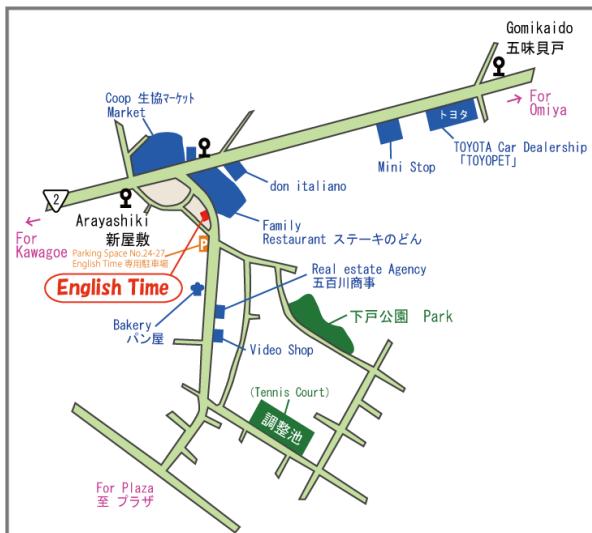 Gomikaido
五味貝戸
For
Omiya
Coop 生協ﾏｰｹｯﾄ
Market
トヨタ
TOYOTA Car Dealership
「TOYOPET」
Mini Stop
don italiano
2
Arayashiki
新屋敷
Family
Restaurant ステーキのどん
For
Kawagoe
Parking Space No.24-27
English Time 専用駐車場
P
English Time
Real estate Agency
五百川商事
Bakery
パン屋
下戸公園 Park
Video Shop
(Tennis Court)
調整池
For Plaza
至 プラザ